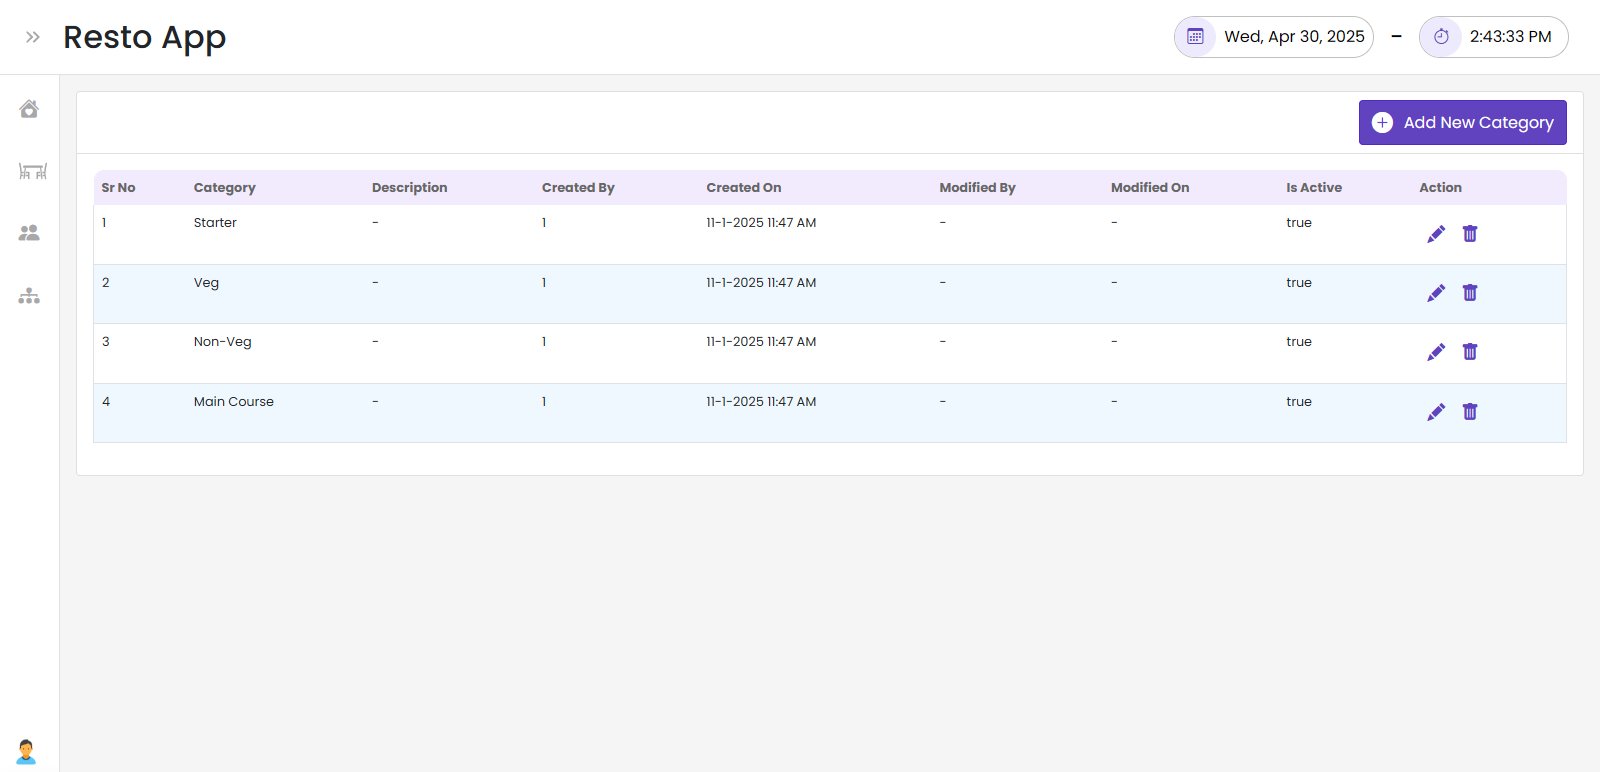 Resto App
Wed, Apr 30, 2025 – 2:43:33 PM
Add New Category
Sr No Category Description Created By Created On Modified By Modified On Is Active Action
1 Starter - 1 11-1-2025 11:47 AM - - true
2 Veg - 1 11-1-2025 11:47 AM - - true
3 Non-Veg - 1 11-1-2025 11:47 AM - - true
4 Main Course - 1 11-1-2025 11:47 AM - - true